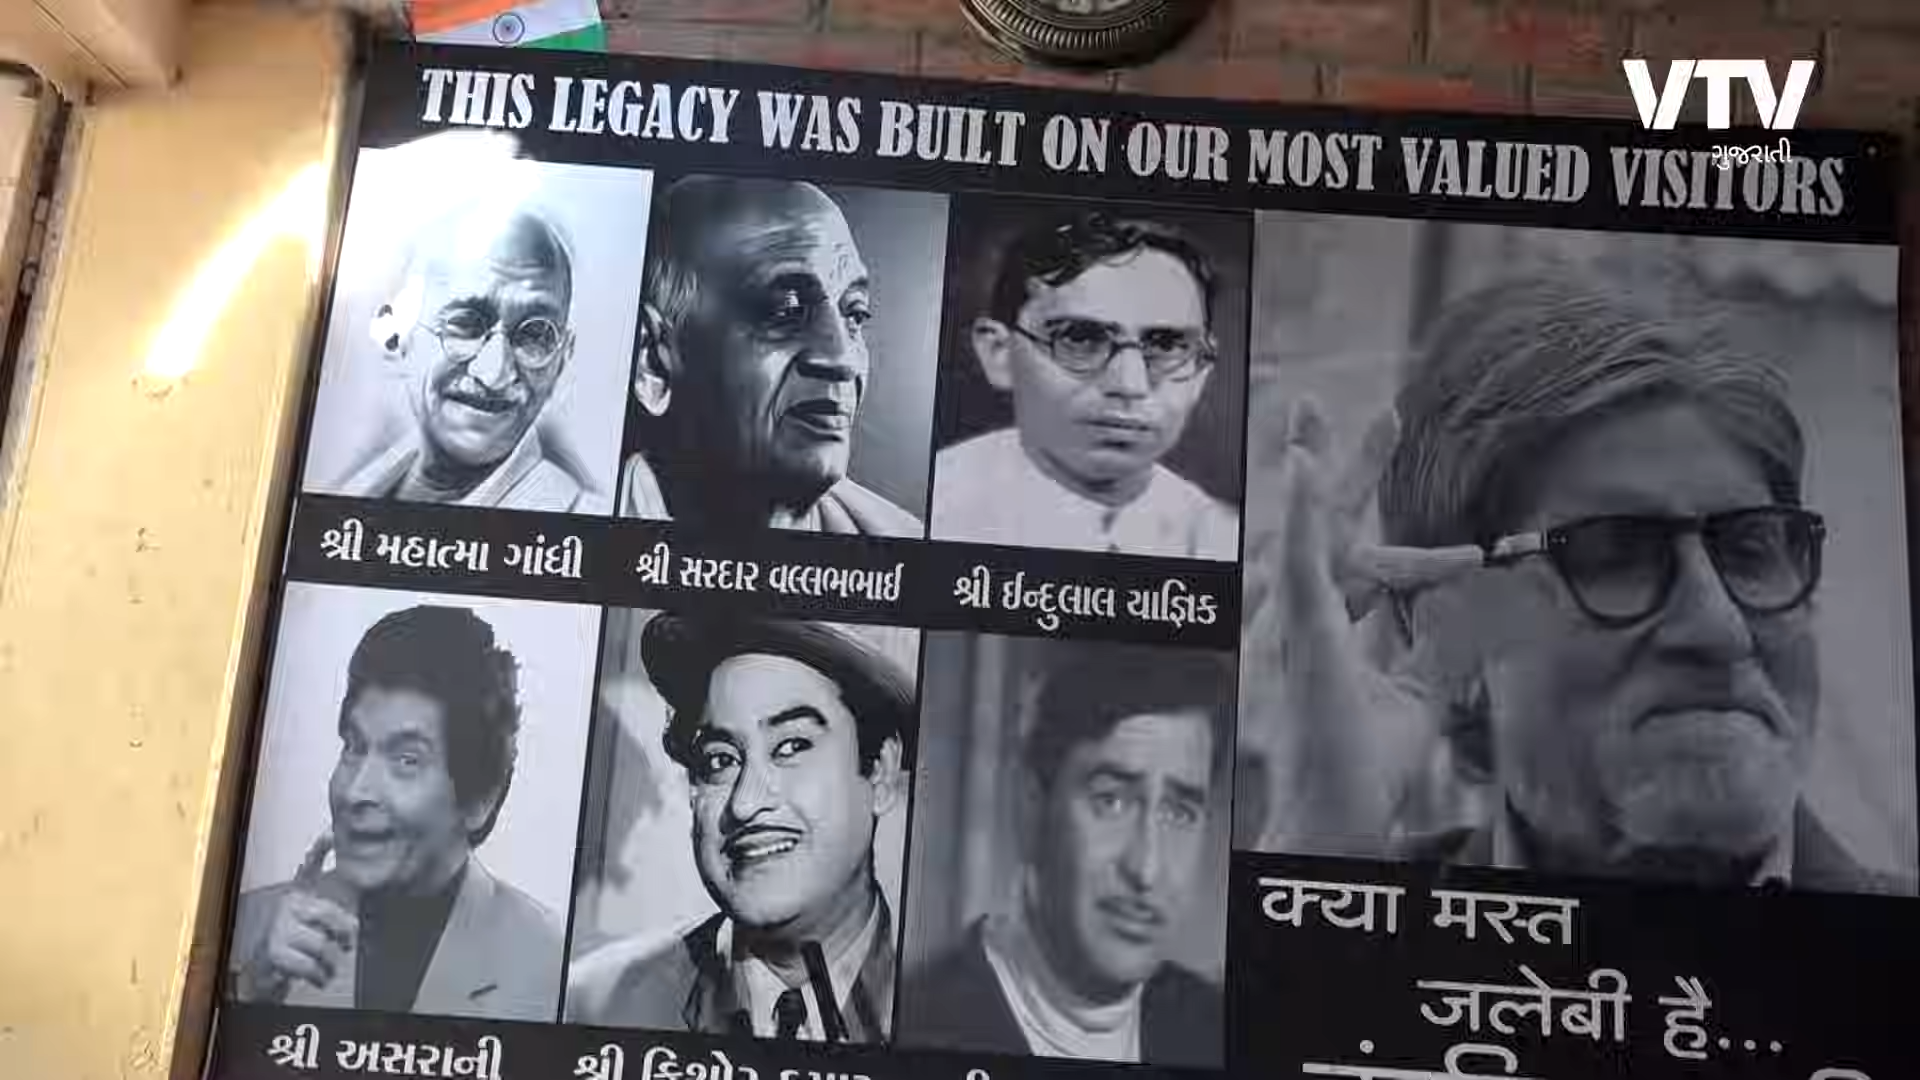 VTV
ગુજરાતી
THIS LEGACY WAS BUILT ON OUR MOST VALUED VISITORS
શ્રી મહાત્મા ગાંધી
શ્રી સરદાર વલ્લભભાઈ
શ્રી ઈન્દુલાલ યાજ્ઞિક
શ્રી અસરાની
શ્રી કિશોર કુમાર
क्या मस्त
जलेबी है...